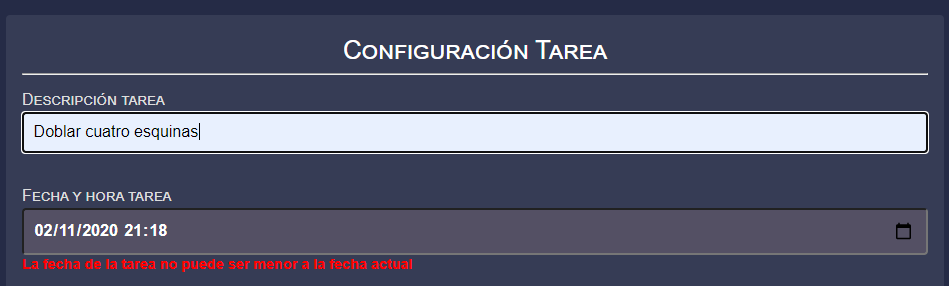 Configuración Tarea
Descripción tarea
Doblar cuatro esquinas
Fecha y hora tarea
02/11/2020 21:18
La fecha de la tarea no puede ser menor a la fecha actual